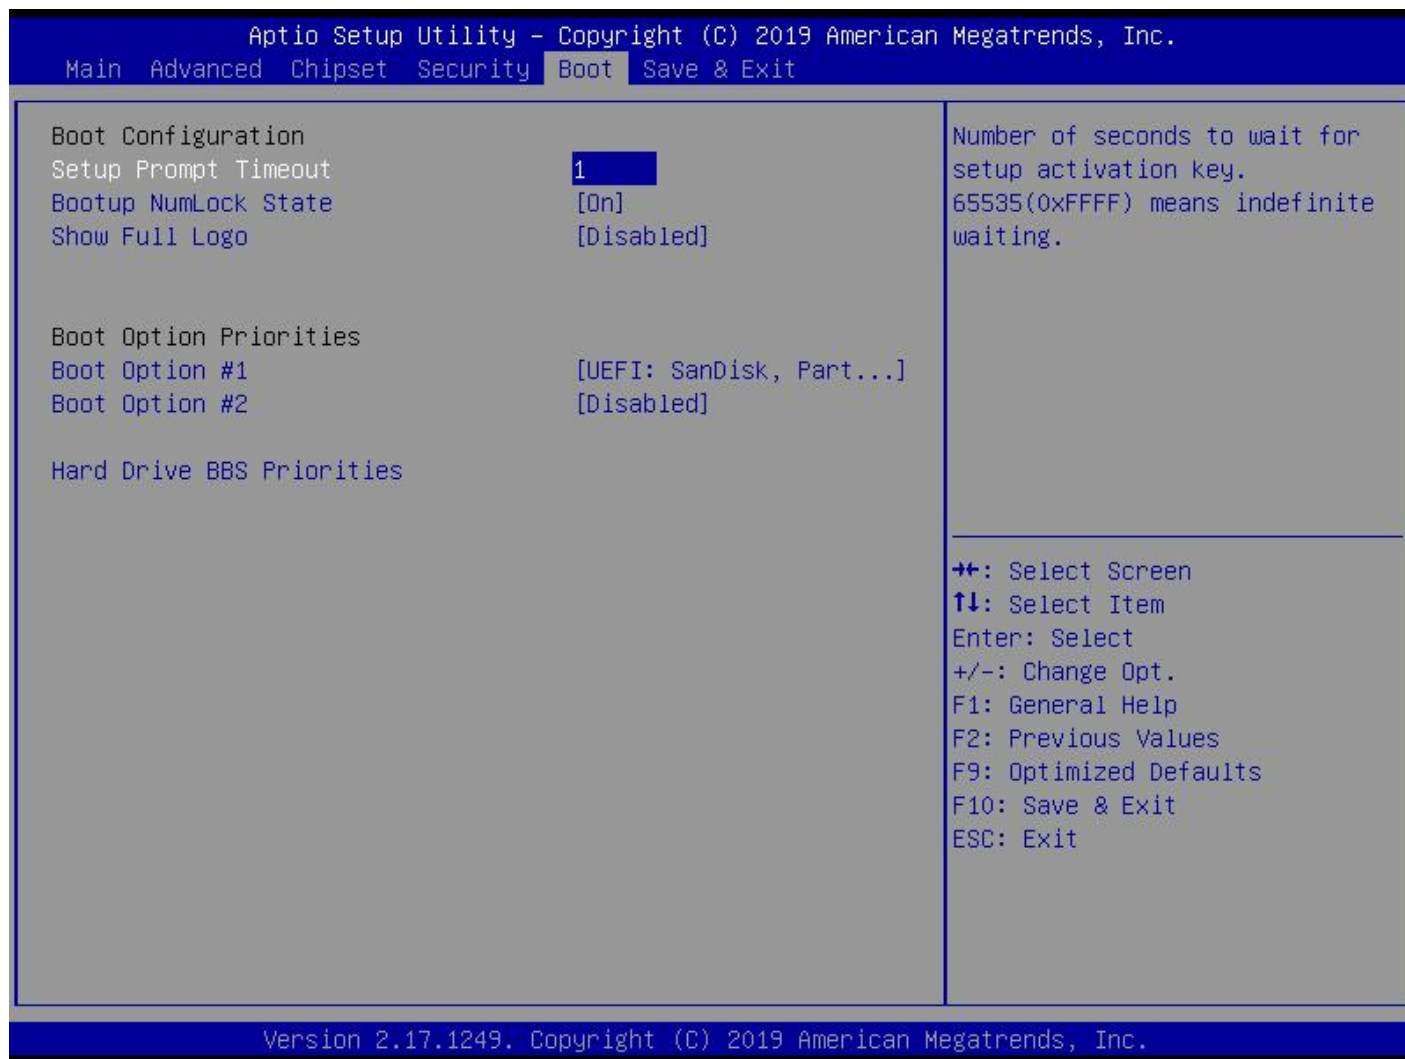 Aptio Setup Utility – Copyright (C) 2019 American Megatrends, Inc.
Main Advanced Chipset Security Boot Save & Exit
Boot Configuration
Setup Prompt Timeout 1
Bootup NumLock State [On]
Show Full Logo [Disabled]
Boot Option Priorities
Boot Option #1 [UEFI: SanDisk, Part...]
Boot Option #2 [Disabled]
Hard Drive BBS Priorities
Number of seconds to wait for
setup activation key.
65535(0xFFFF) means indefinite
waiting.
→←: Select Screen
↑↓: Select Item
Enter: Select
+/-: Change Opt.
F1: General Help
F2: Previous Values
F9: Optimized Defaults
F10: Save & Exit
ESC: Exit
Version 2.17.1249. Copyright (C) 2019 American Megatrends, Inc.